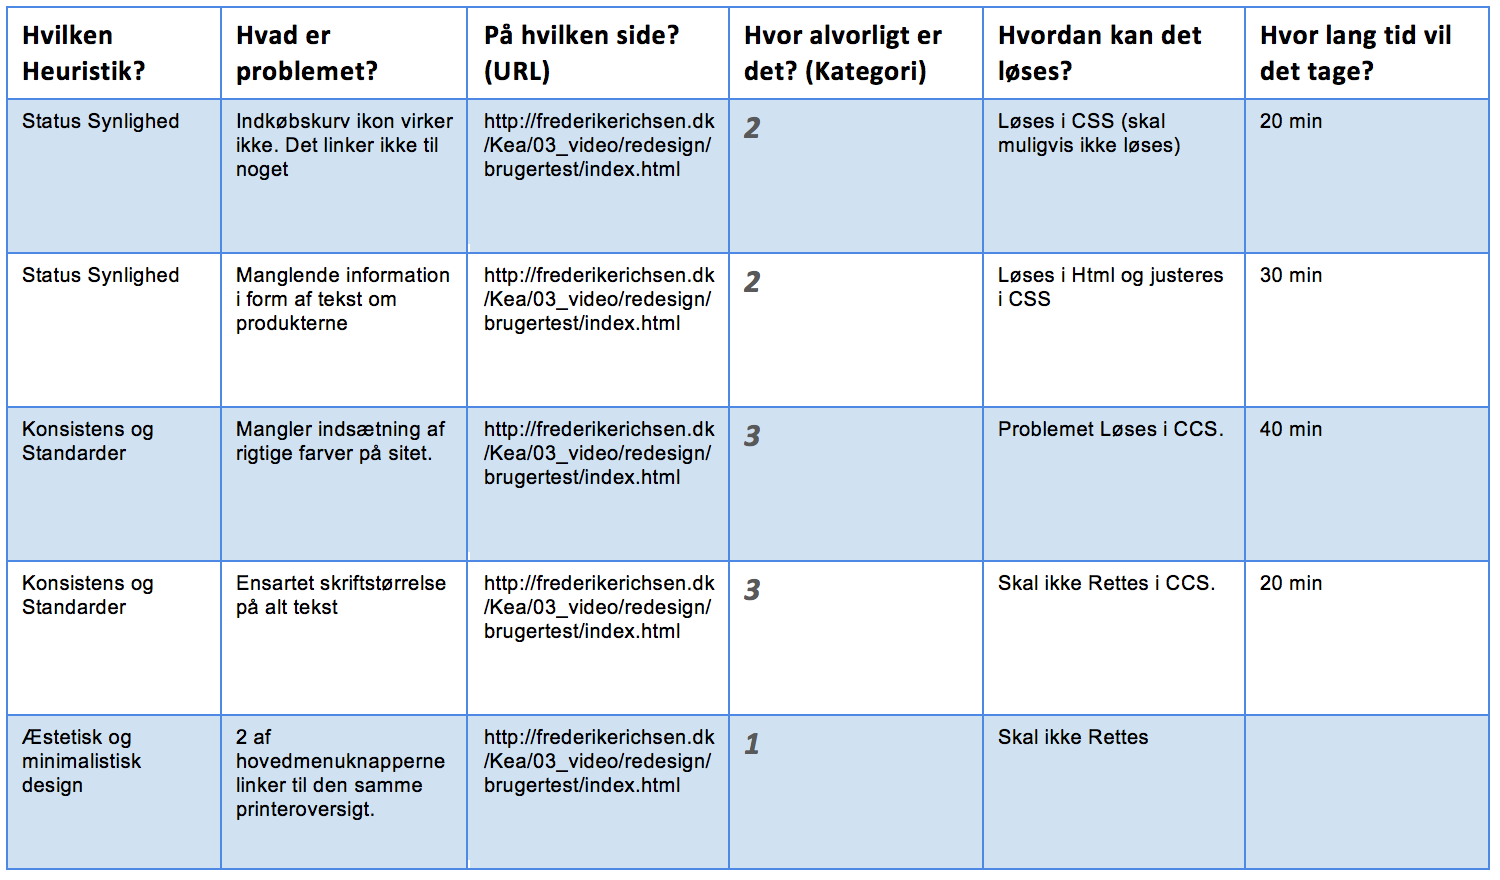 Hvilken
Heuristik?
Hvad er
problemet?
På hvilken side?
(URL)
Hvor alvorligt er
det? (Kategori)
Hvordan kan det
løses?
Hvor lang tid vil
det tage?
Status Synlighed
Indkøbskurv ikon virker
ikke. Det linker ikke til
noget
http://frederikerichsen.dk
/Kea/03_video/redesign/
brugertest/index.html
2
Løses i CSS (skal
muligvis ikke løses)
20 min
Status Synlighed
Manglende information
i form af tekst om
produkterne
http://frederikerichsen.dk
/Kea/03_video/redesign/
brugertest/index.html
2
Løses i Html og justeres
i CSS
30 min
Konsistens og
Standarder
Mangler indsætning af
rigtige farver på sitet.
http://frederikerichsen.dk
/Kea/03_video/redesign/
brugertest/index.html
3
Problemet Løses i CCS.
40 min
Konsistens og
Standarder
Ensartet skriftstørrelse
på alt tekst
http://frederikerichsen.dk
/Kea/03_video/redesign/
brugertest/index.html
3
Skal ikke Rettes i CCS.
20 min
Æstetisk og
minimalistisk
design
2 af
hovedmenuknapperne
linker til den samme
printeroversigt.
http://frederikerichsen.dk
/Kea/03_video/redesign/
brugertest/index.html
1
Skal ikke Rettes